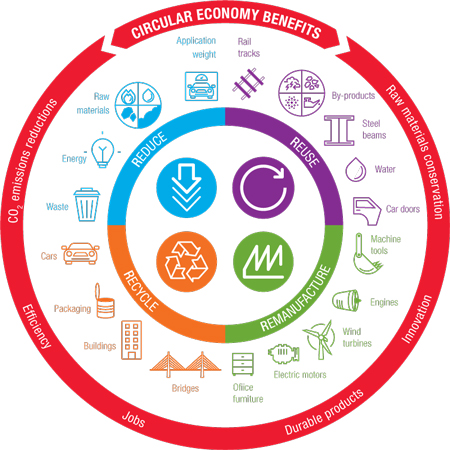 CIRCULAR ECONOMY BENEFITS
Application
weight
Rail
tracks
Raw
materials
By-products
Steel
beams
Energy
Water
Waste
Car doors
Cars
Machine
tools
Packaging
Engines
Buildings
Wind
turbines
Bridges
Office
furniture
Electric motors
REDUCE
REUSE
RECYCLE
REMANUFACTURE
CO2 emissions reductions
Raw materials conservation
Efficiency
Innovation
Jobs
Durable products